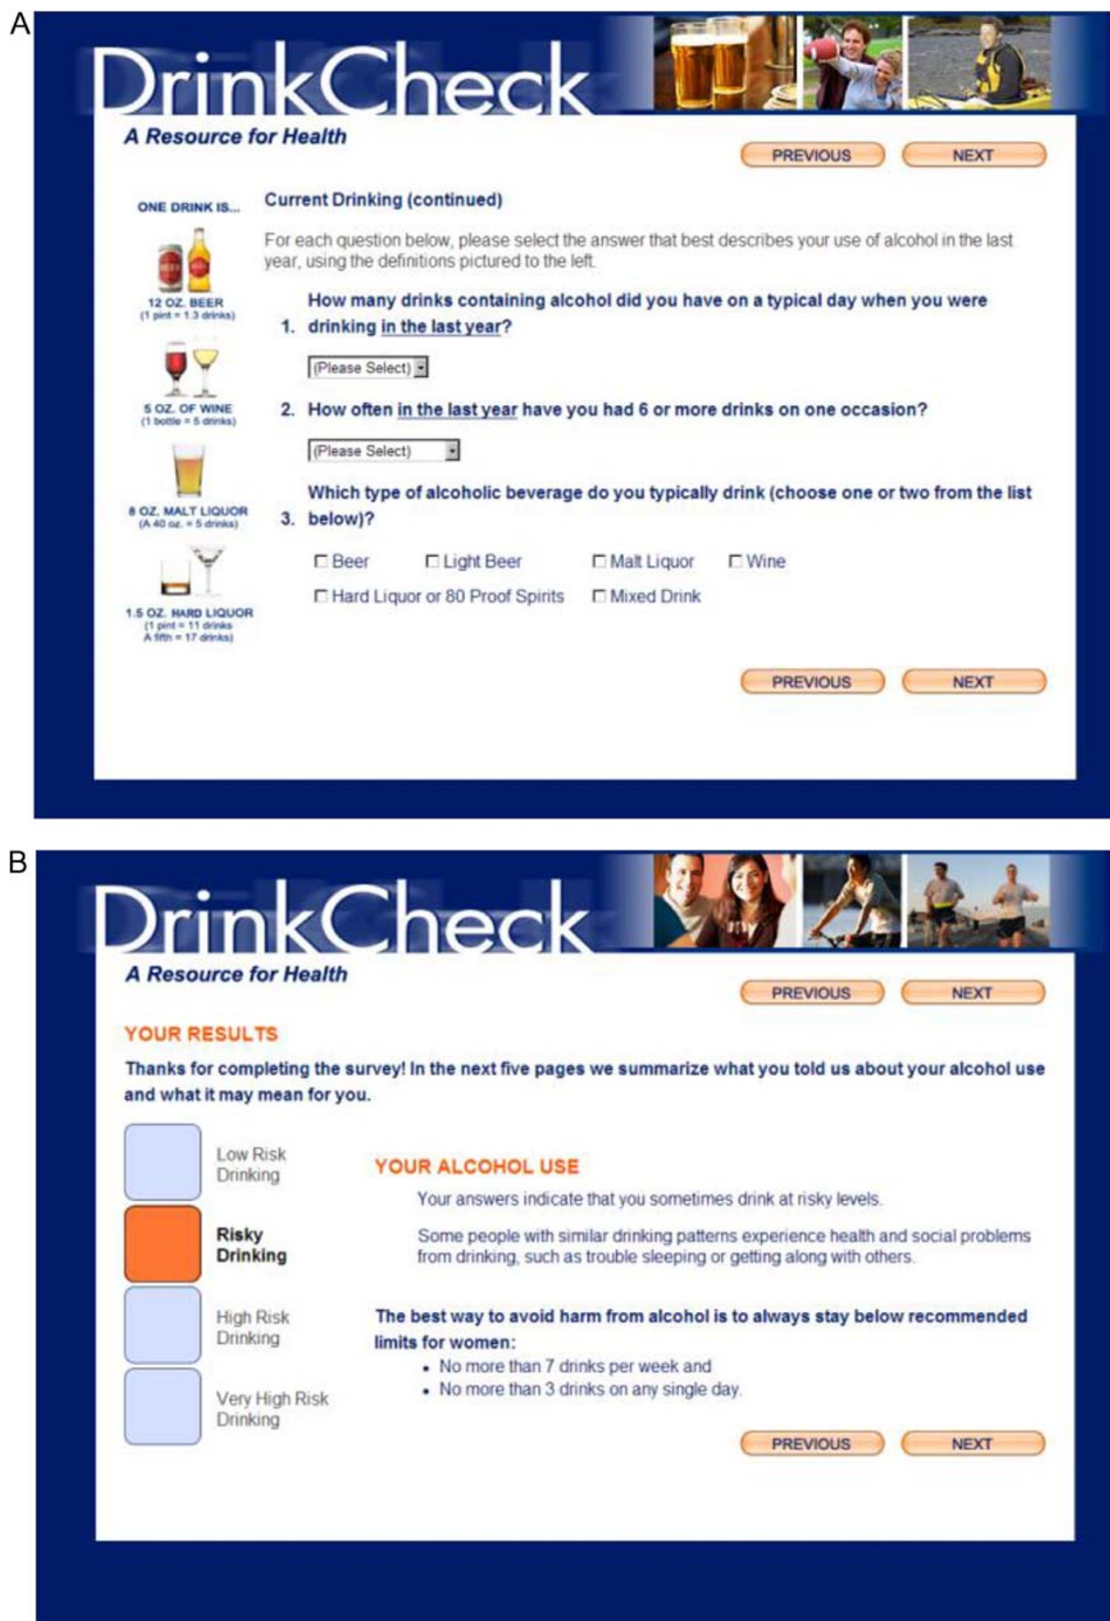 A
DrinkCheck
A Resource for Health
PREVIOUS NEXT
ONE DRINK IS...
12 OZ. BEER
(1 pint = 1.3 drinks)
5 OZ. OF WINE
(1 bottle = 5 drinks)
8 OZ. MALT LIQUOR
(A 40 oz. = 5 drinks)
1.5 OZ. HARD LIQUOR
(1 pint = 11 drinks
A fifth = 17 drinks)
Current Drinking (continued)
For each question below, please select the answer that best describes your use of alcohol in the last
year, using the definitions pictured to the left.
How many drinks containing alcohol did you have on a typical day when you were
1. drinking in the last year?
(Please Select)
2. How often in the last year have you had 6 or more drinks on one occasion?
(Please Select)
Which type of alcoholic beverage do you typically drink (choose one or two from the list
3. below)?
Beer Light Beer Malt Liquor Wine
Hard Liquor or 80 Proof Spirits Mixed Drink
PREVIOUS NEXT
B
DrinkCheck
A Resource for Health
PREVIOUS NEXT
YOUR RESULTS
Thanks for completing the survey! In the next five pages we summarize what you told us about your alcohol use
and what it may mean for you.
Low Risk
Drinking
Risky
Drinking
High Risk
Drinking
Very High Risk
Drinking
YOUR ALCOHOL USE
Your answers indicate that you sometimes drink at risky levels.
Some people with similar drinking patterns experience health and social problems
from drinking, such as trouble sleeping or getting along with others.
The best way to avoid harm from alcohol is to always stay below recommended
limits for women:
• No more than 7 drinks per week and
• No more than 3 drinks on any single day.
PREVIOUS NEXT